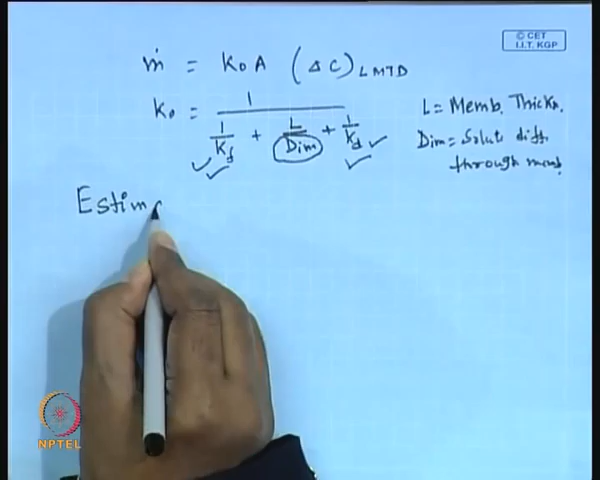 © CET
I.I.T. KGP
ṁ = K₀ A (Δ C) LMTD
K₀ = 1 / (1/Kf + L/Dim + 1/Kd)
L = Memb. Thickn.
Dim = Solute diff
through memb
Estim
NPTEL